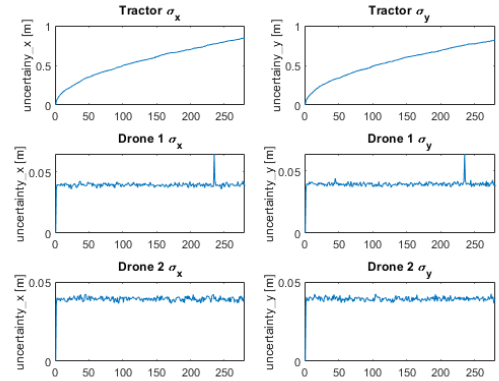 Tractor σx
uncertainy_x [m]
1
0.5
0
0 50 100 150 200 250
Tractor σy
uncertainy_y [m]
1
0.5
0
0 50 100 150 200 250
Drone 1 σx
uncertainty_x [m]
0.05
0
0 50 100 150 200 250
Drone 1 σy
uncertainty_y [m]
0.05
0
0 50 100 150 200 250
Drone 2 σx
uncertainty_x [m]
0.05
0
0 50 100 150 200 250
Drone 2 σy
uncertainty_y [m]
0.05
0
0 50 100 150 200 250